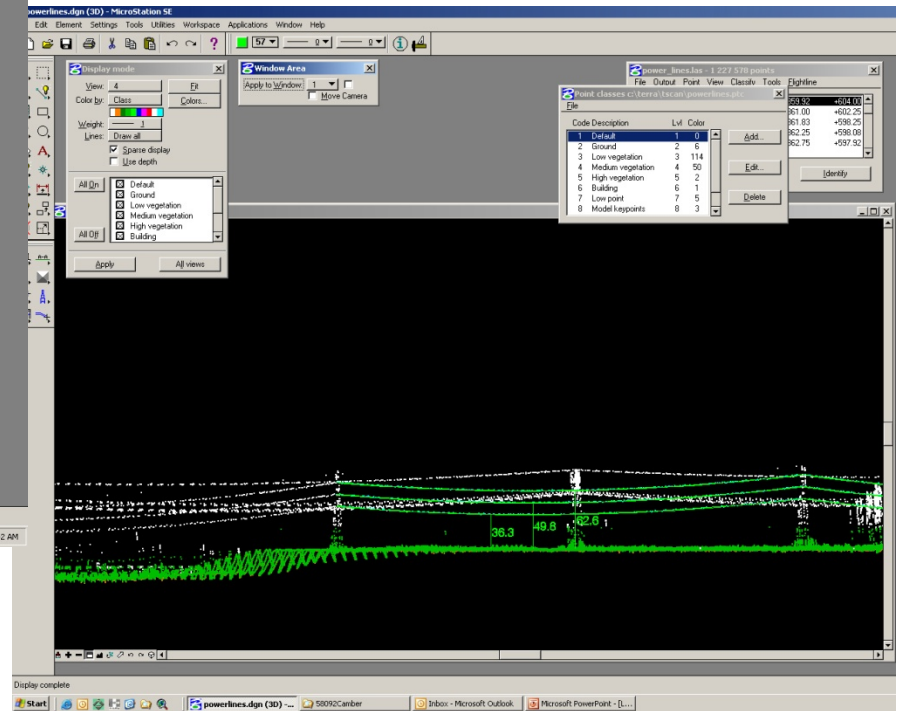 powerlines.dgn (3D) - MicroStation SE
Edit Element Settings Tools Utilities Workspace Applications Window Help
57 0 0
Display mode
View: 4 Fit
Color by: Class Colors...
Weight: 1
Lines: Draw all
Sparse display
Use depth
All On
Default
Ground
Low vegetation
Medium vegetation
High vegetation
Building
All Off
Apply All views
Window Area
Apply to Window: 1
Move Camera
power_lines.las - 1 227 578 points
File Output Point View Classify Tools Flightline
859.92 +604.00
861.00 +602.25
861.83 +598.25
862.25 +598.08
862.75 +597.92
Identify
Point classes c:\terra\tscan\powerlines.ptc
File
Code Description Lvl Color
1 Default 1 0
2 Ground 2 6
3 Low vegetation 3 114
4 Medium vegetation 4 50
5 High vegetation 5 2
6 Building 6 1
7 Low point 7 5
8 Model keypoints 8 3
Add...
Edit...
Delete
36.3
49.8
62.6
2 AM
Display complete
Start
powerlines.dgn (3D) -...
58092Camber
Inbox - Microsoft Outlook
Microsoft PowerPoint - [L...